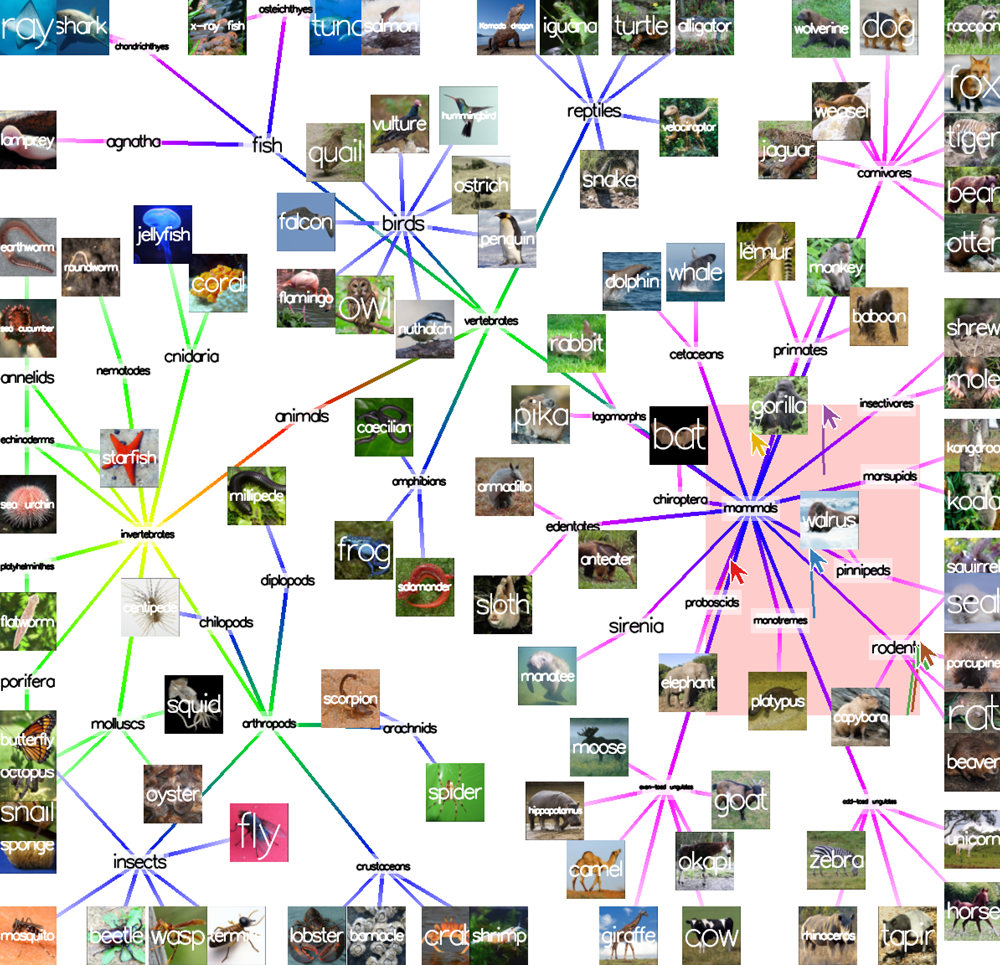 ray
shark
chondrichthyes
x-ray fish
osteichthyes
tuna
salmon
Komodo dragon
iguana
turtle
alligator
wolverine
dog
raccoon
lamprey
agnatha
fish
quail
vulture
hummingbird
reptiles
velociraptor
weasel
fox
jaguar
tiger
carnivores
bear
snake
ostrich
falcon
birds
penguin
earthworm
roundworm
jellyfish
coral
flamingo
owl
nuthatch
vertebrates
dolphin
whale
lemur
monkey
otter
baboon
sea cucumber
cnidaria
annelids
nematodes
rabbit
cetaceans
primates
shrew
mole
insectivores
echinoderms
starfish
animals
caecilian
pika
lagomorphs
bat
gorilla
kangaroo
koala
marsupids
sea urchin
millipede
amphibians
armadillo
chiroptera
mammals
walrus
invertebrates
edentates
anteater
frog
salamander
sloth
pinnipeds
squirrel
seal
platyhelminthes
flatworm
centipede
chilopods
diplopods
proboscids
monotremes
sirenia
rodent
porcupine
manatee
elephant
platypus
capybara
rat
porifera
squid
scorpion
molluscs
arthropods
arachnids
butterfly
octopus
snail
sponge
moose
beaver
oyster
spider
hippopotamus
even-toed ungulates
goat
odd-toed ungulates
fly
insects
crustaceans
camel
okapi
zebra
unicorn
mosquito
beetle
wasp
termite
lobster
barnacle
crab
shrimp
giraffe
cow
rhinoceros
tapir
horse